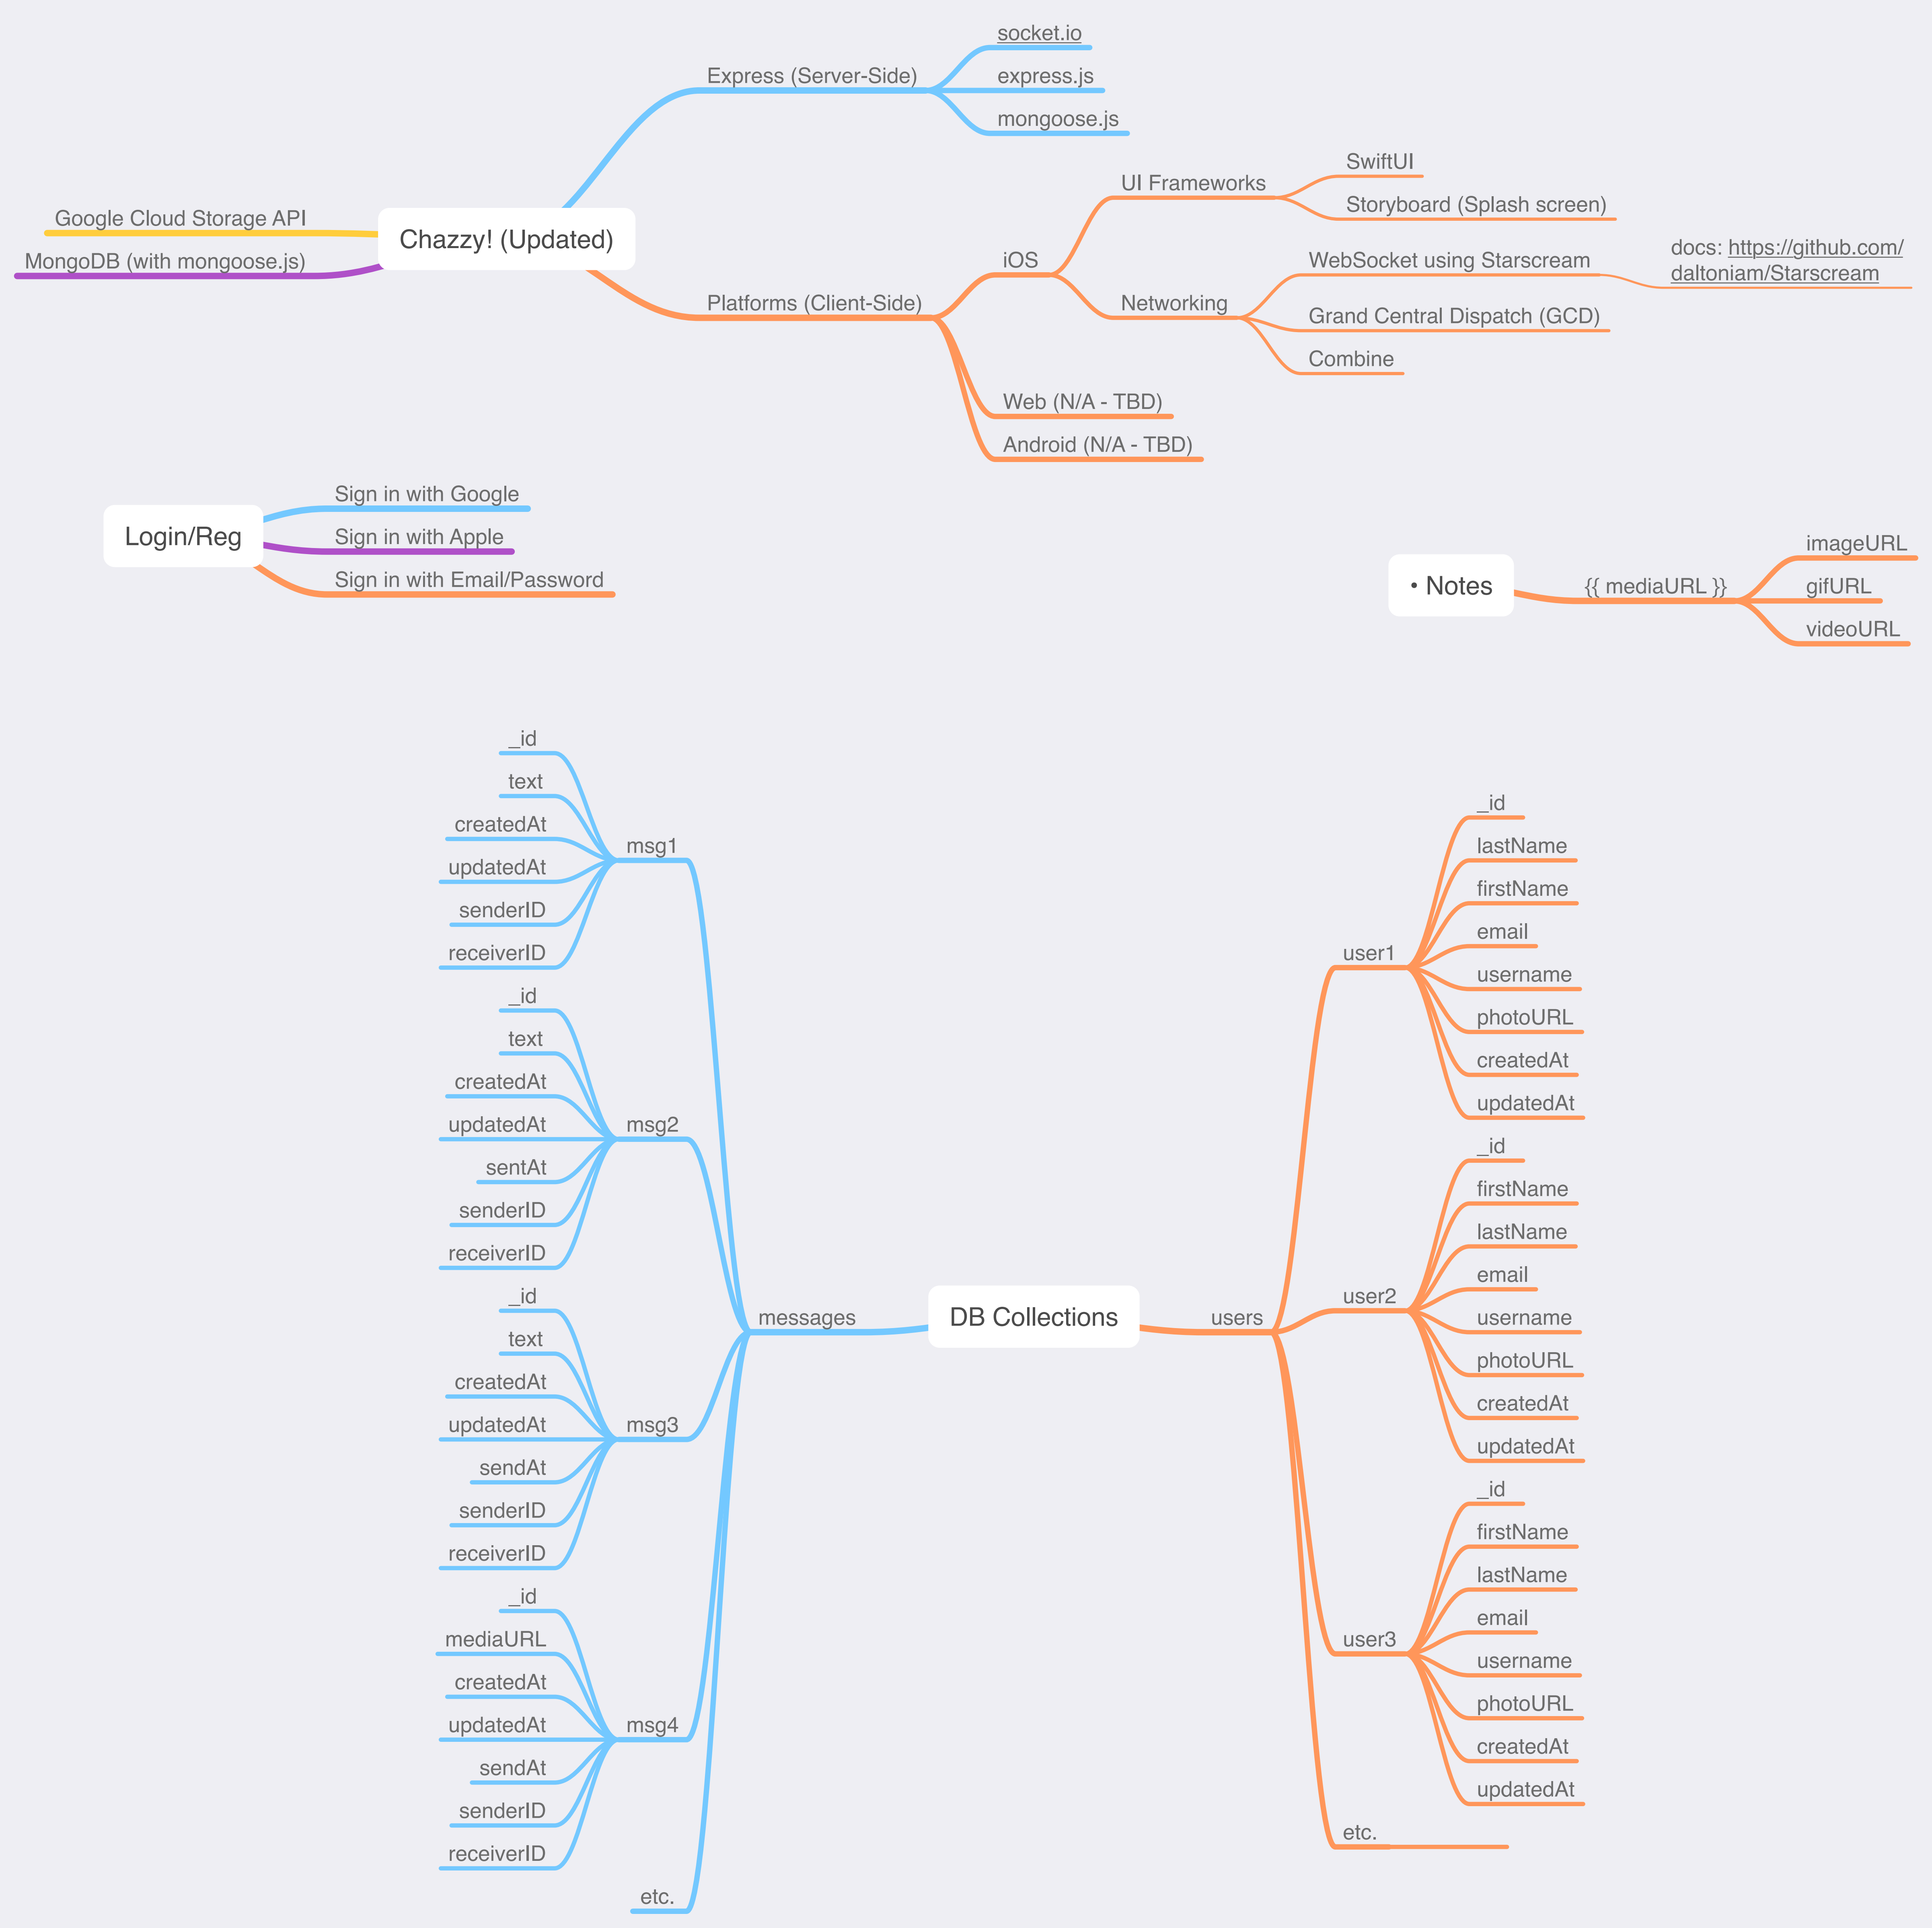 socket.io
Express (Server-Side)
express.js
mongoose.js
SwiftUI
UI Frameworks
Storyboard (Splash screen)
Google Cloud Storage API
Chazzy! (Updated)
MongoDB (with mongoose.js)
iOS
WebSocket using Starscream
docs: https://github.com/
daltoniam/Starscream
Platforms (Client-Side)
Networking
Grand Central Dispatch (GCD)
Combine
Web (N/A - TBD)
Android (N/A - TBD)
Login/Reg
Sign in with Google
Sign in with Apple
Sign in with Email/Password
• Notes
{{ mediaURL }}
imageURL
gifURL
videoURL
DB Collections
messages
msg1
_id
text
createdAt
updatedAt
senderID
receiverID
msg2
_id
text
createdAt
updatedAt
sentAt
senderID
receiverID
msg3
_id
text
createdAt
updatedAt
sendAt
senderID
receiverID
msg4
_id
mediaURL
createdAt
updatedAt
sendAt
senderID
receiverID
etc.
users
user1
_id
lastName
firstName
email
username
photoURL
createdAt
updatedAt
user2
_id
firstName
lastName
email
username
photoURL
createdAt
updatedAt
user3
_id
firstName
lastName
email
username
photoURL
createdAt
updatedAt
etc.